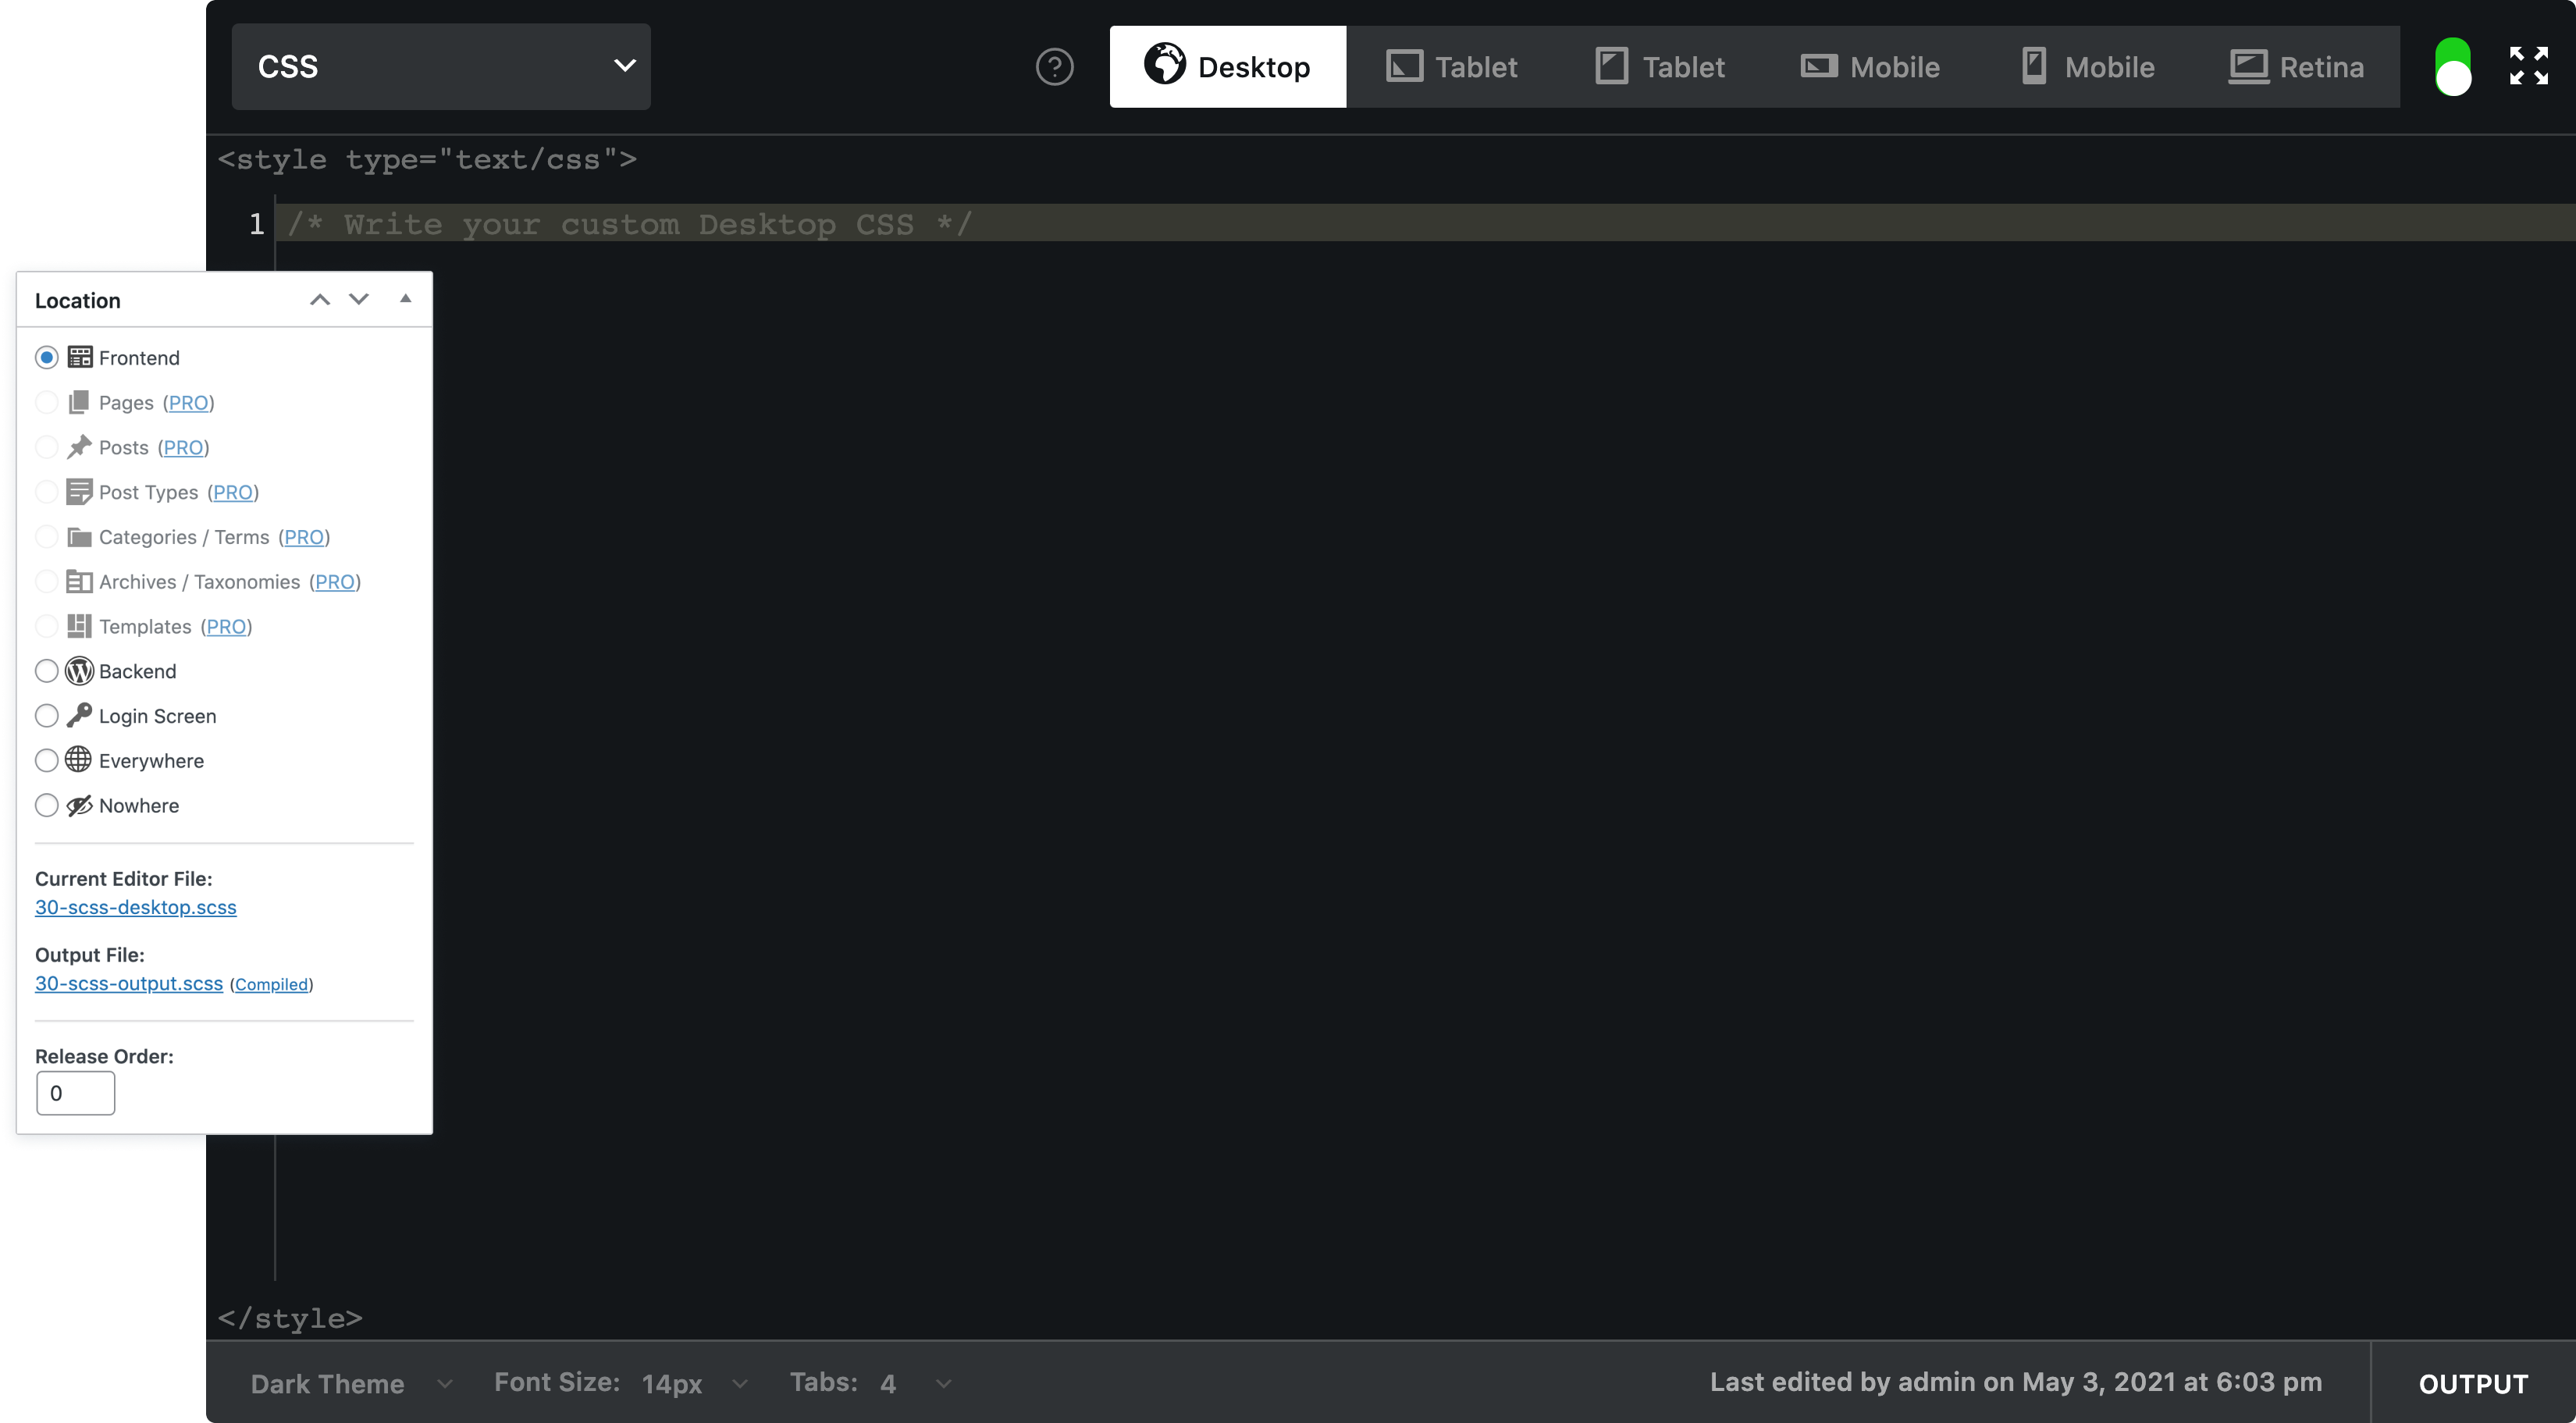 CSS
? Desktop Tablet Tablet Mobile Mobile Retina
<style type="text/css">
1 /* Write your custom Desktop CSS */
Location
Frontend
Pages (PRO)
Posts (PRO)
Post Types (PRO)
Categories / Terms (PRO)
Archives / Taxonomies (PRO)
Templates (PRO)
Backend
Login Screen
Everywhere
Nowhere
Current Editor File:
30-scss-desktop.scss
Output File:
30-scss-output.scss (Compiled)
Release Order:
0
</style>
Dark Theme Font Size: 14px Tabs: 4 Last edited by admin on May 3, 2021 at 6:03 pm OUTPUT